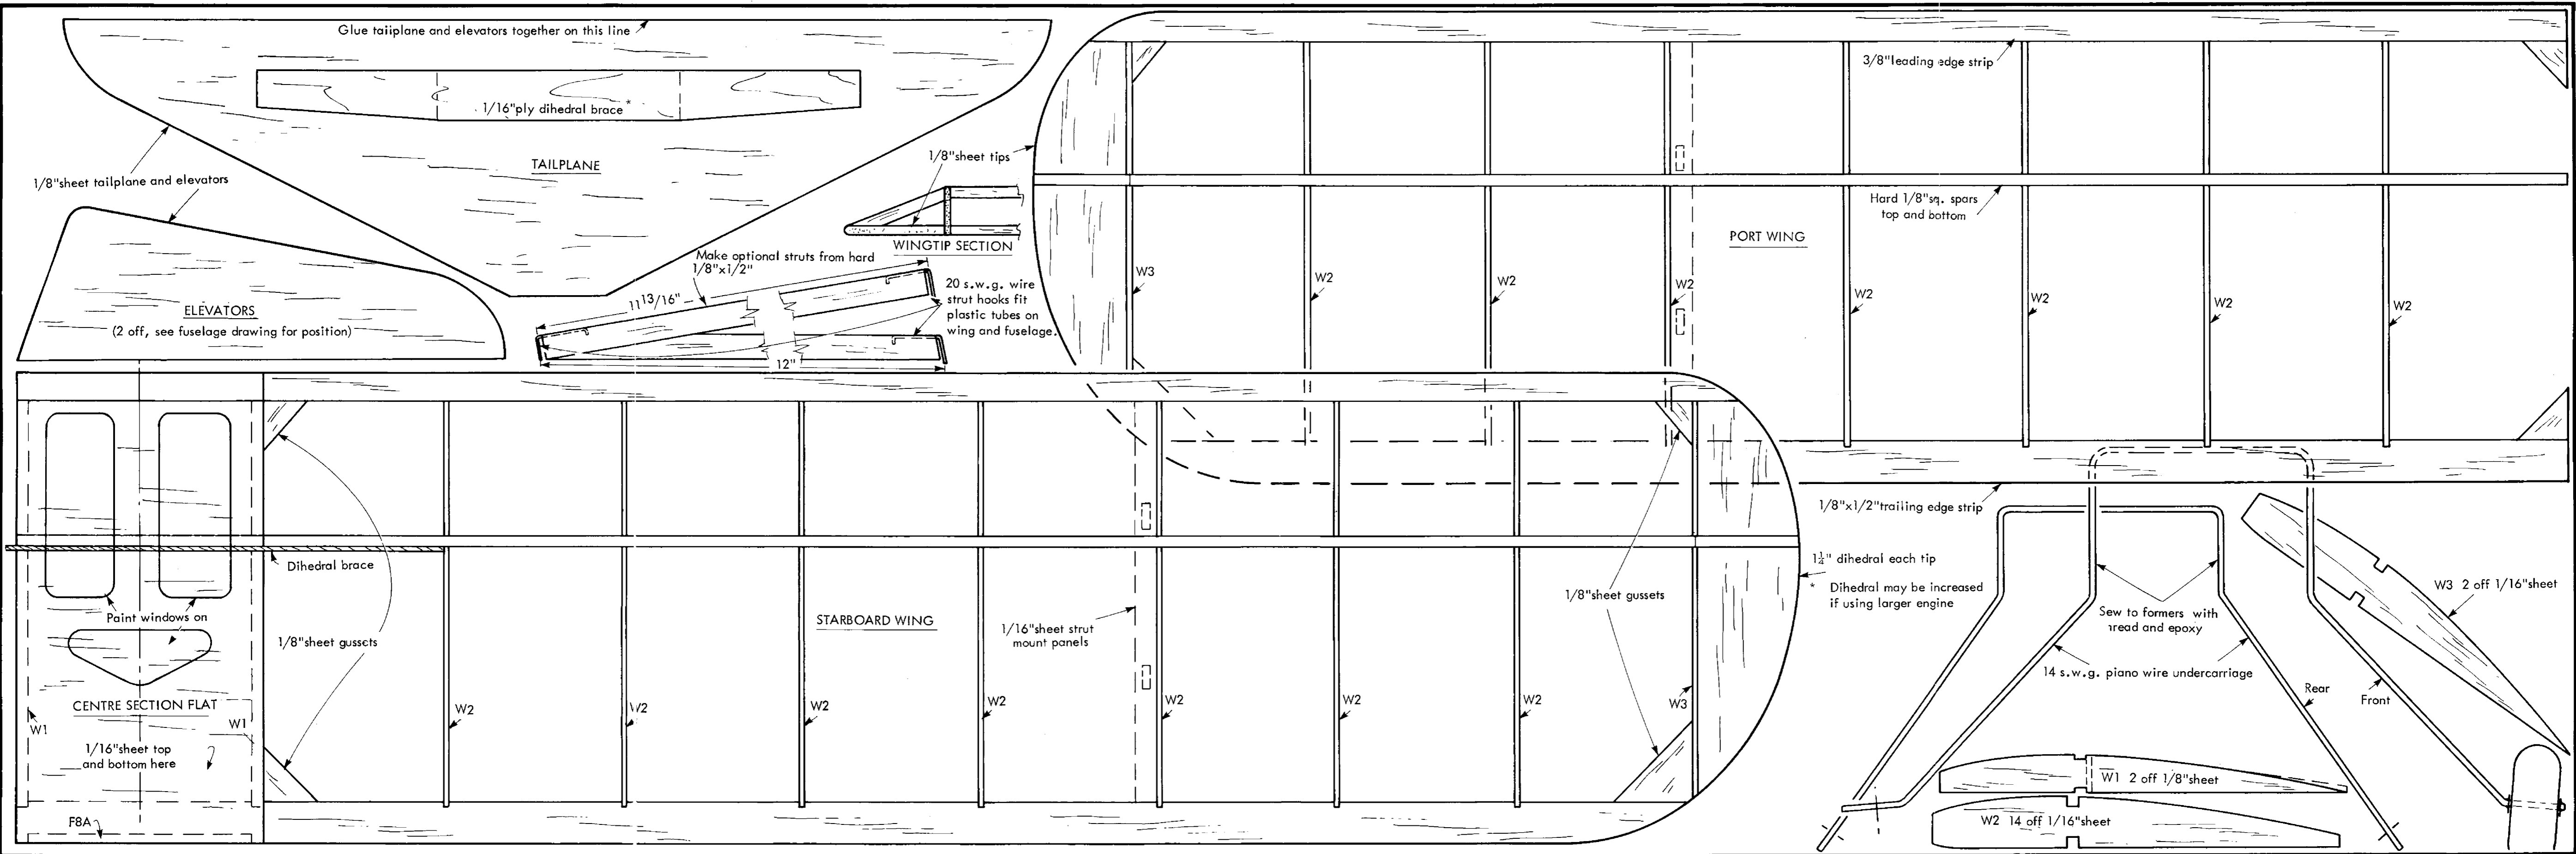 Glue tailplane and elevators together on this line
1/16"ply dihedral brace *
TAILPLANE
1/8"sheet tailplane and elevators
1/8"sheet tips
WINGTIP SECTION
ELEVATORS
(2 off, see fuselage drawing for position)
Make optional struts from hard
1/8"x1/2"
11 13/16"
12"
20 s.w.g. wire
strut hooks fit
plastic tubes on
wing and fuselage.
3/8"leading edge strip
Hard 1/8"sq. spars
top and bottom
PORT WING
W3
W2
W2
W2
W2
W2
W2
W2
1/8"x1/2"trailing edge strip
Dihedral brace
Paint windows on
1/8"sheet gussets
CENTRE SECTION FLAT
W1
W1
1/16"sheet top
and bottom here
F8A
STARBOARD WING
1/16"sheet strut
mount panels
1/8"sheet gussets
W2
W2
W2
W2
W2
W2
W2
W3
1¼" dihedral each tip
* Dihedral may be increased
if using larger engine
Sew to formers with
hread and epoxy
14 s.w.g. piano wire undercarriage
Rear
Front
W3 2 off 1/16"sheet
W1 2 off 1/8"sheet
W2 14 off 1/16"sheet